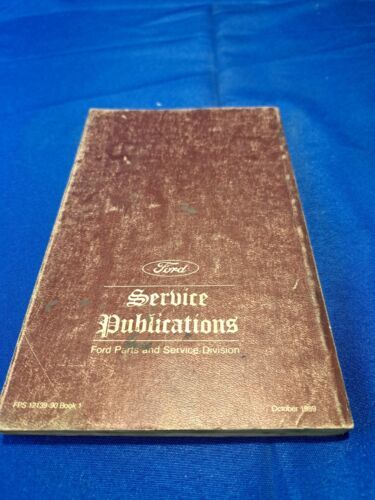 Ford
Service
Publications
Ford Parts and Service Division
FPS 12139-90 Book 1
October 1989